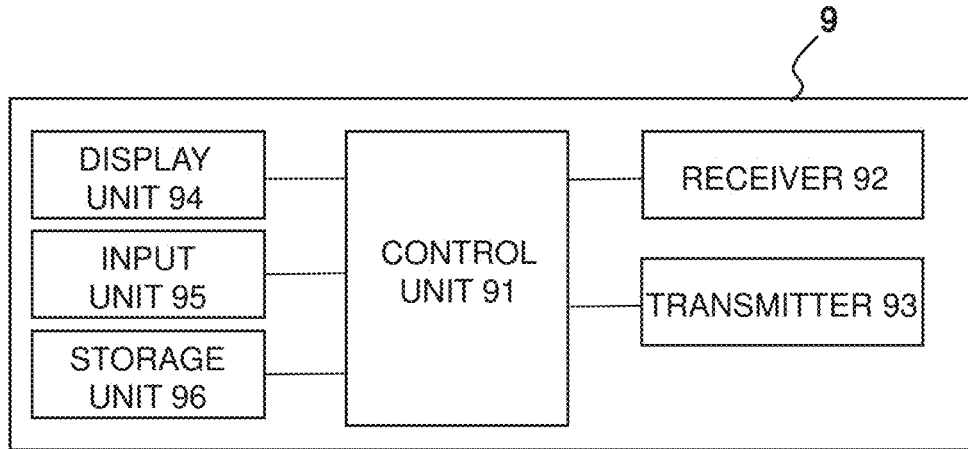 9
DISPLAY
UNIT 94
INPUT
UNIT 95
STORAGE
UNIT 96
CONTROL
UNIT 91
RECEIVER 92
TRANSMITTER 93